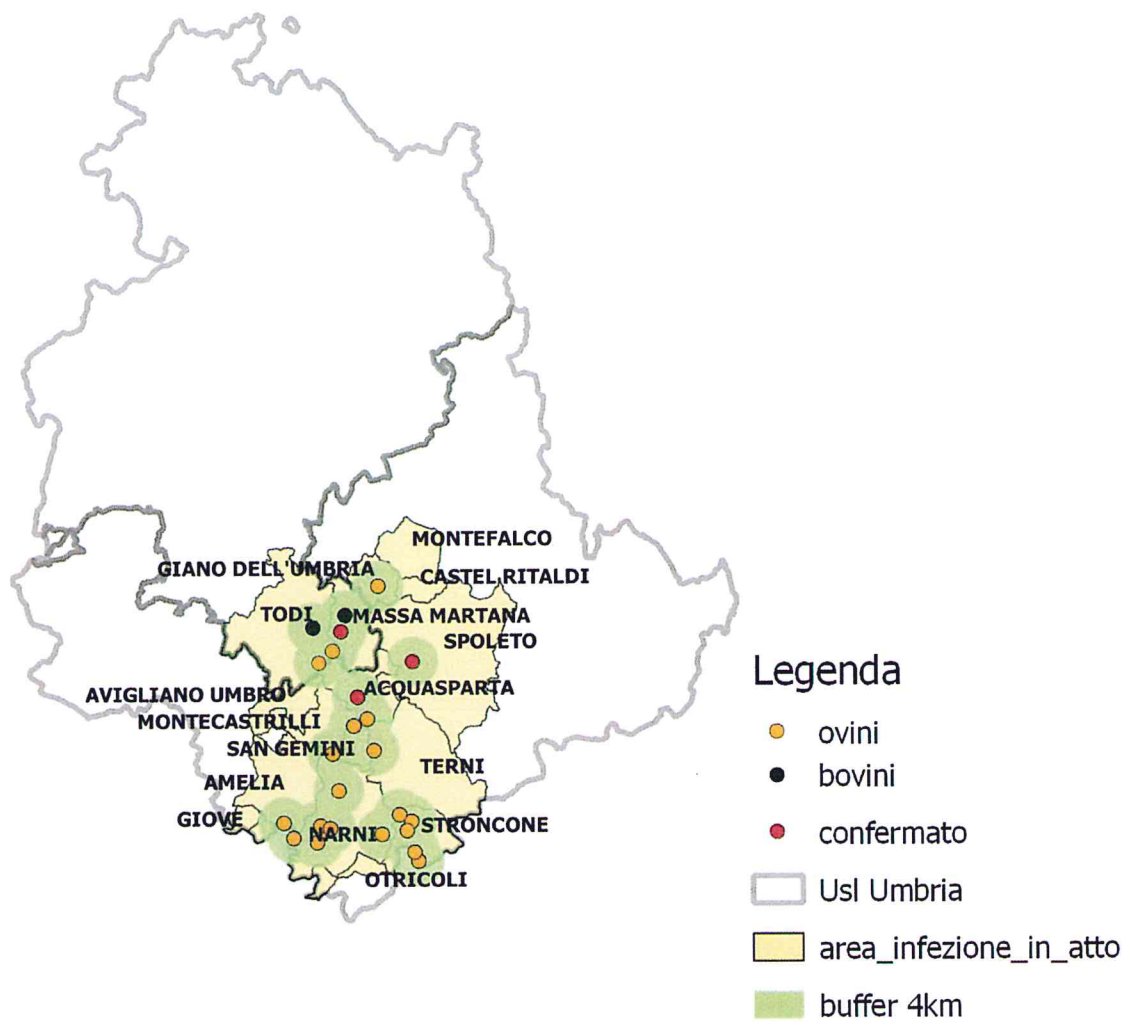 MONTEFALCO
GIANO DELL'UMBRIA
CASTEL RITALDI
TODI
MASSA MARTANA
SPOLETO
AVIGLIANO UMBRO
ACQUASPARTA
MONTECASTRILLI
SAN GEMINI
TERNI
AMELIA
GIOVE
NARNI
STRONCONE
OTRICOLI
Legenda
ovini
bovini
confermato
Usl Umbria
area_infezione_in_atto
buffer 4km